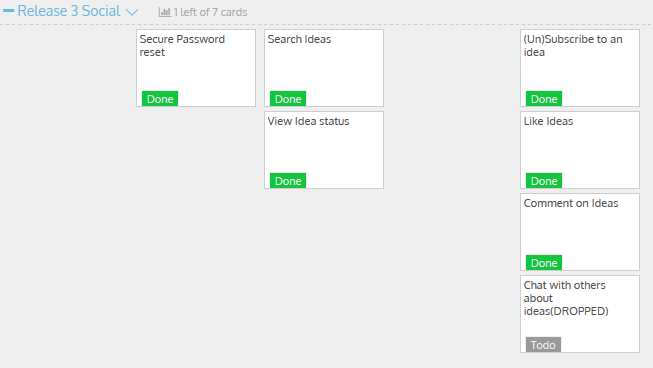 Release 3 Social
1 left of 7 cards
Secure Password
reset
Done
Search Ideas
Done
(Un)Subscribe to an
idea
Done
View Idea status
Done
Like Ideas
Done
Comment on Ideas
Done
Chat with others
about
ideas(DROPPED)
Todo